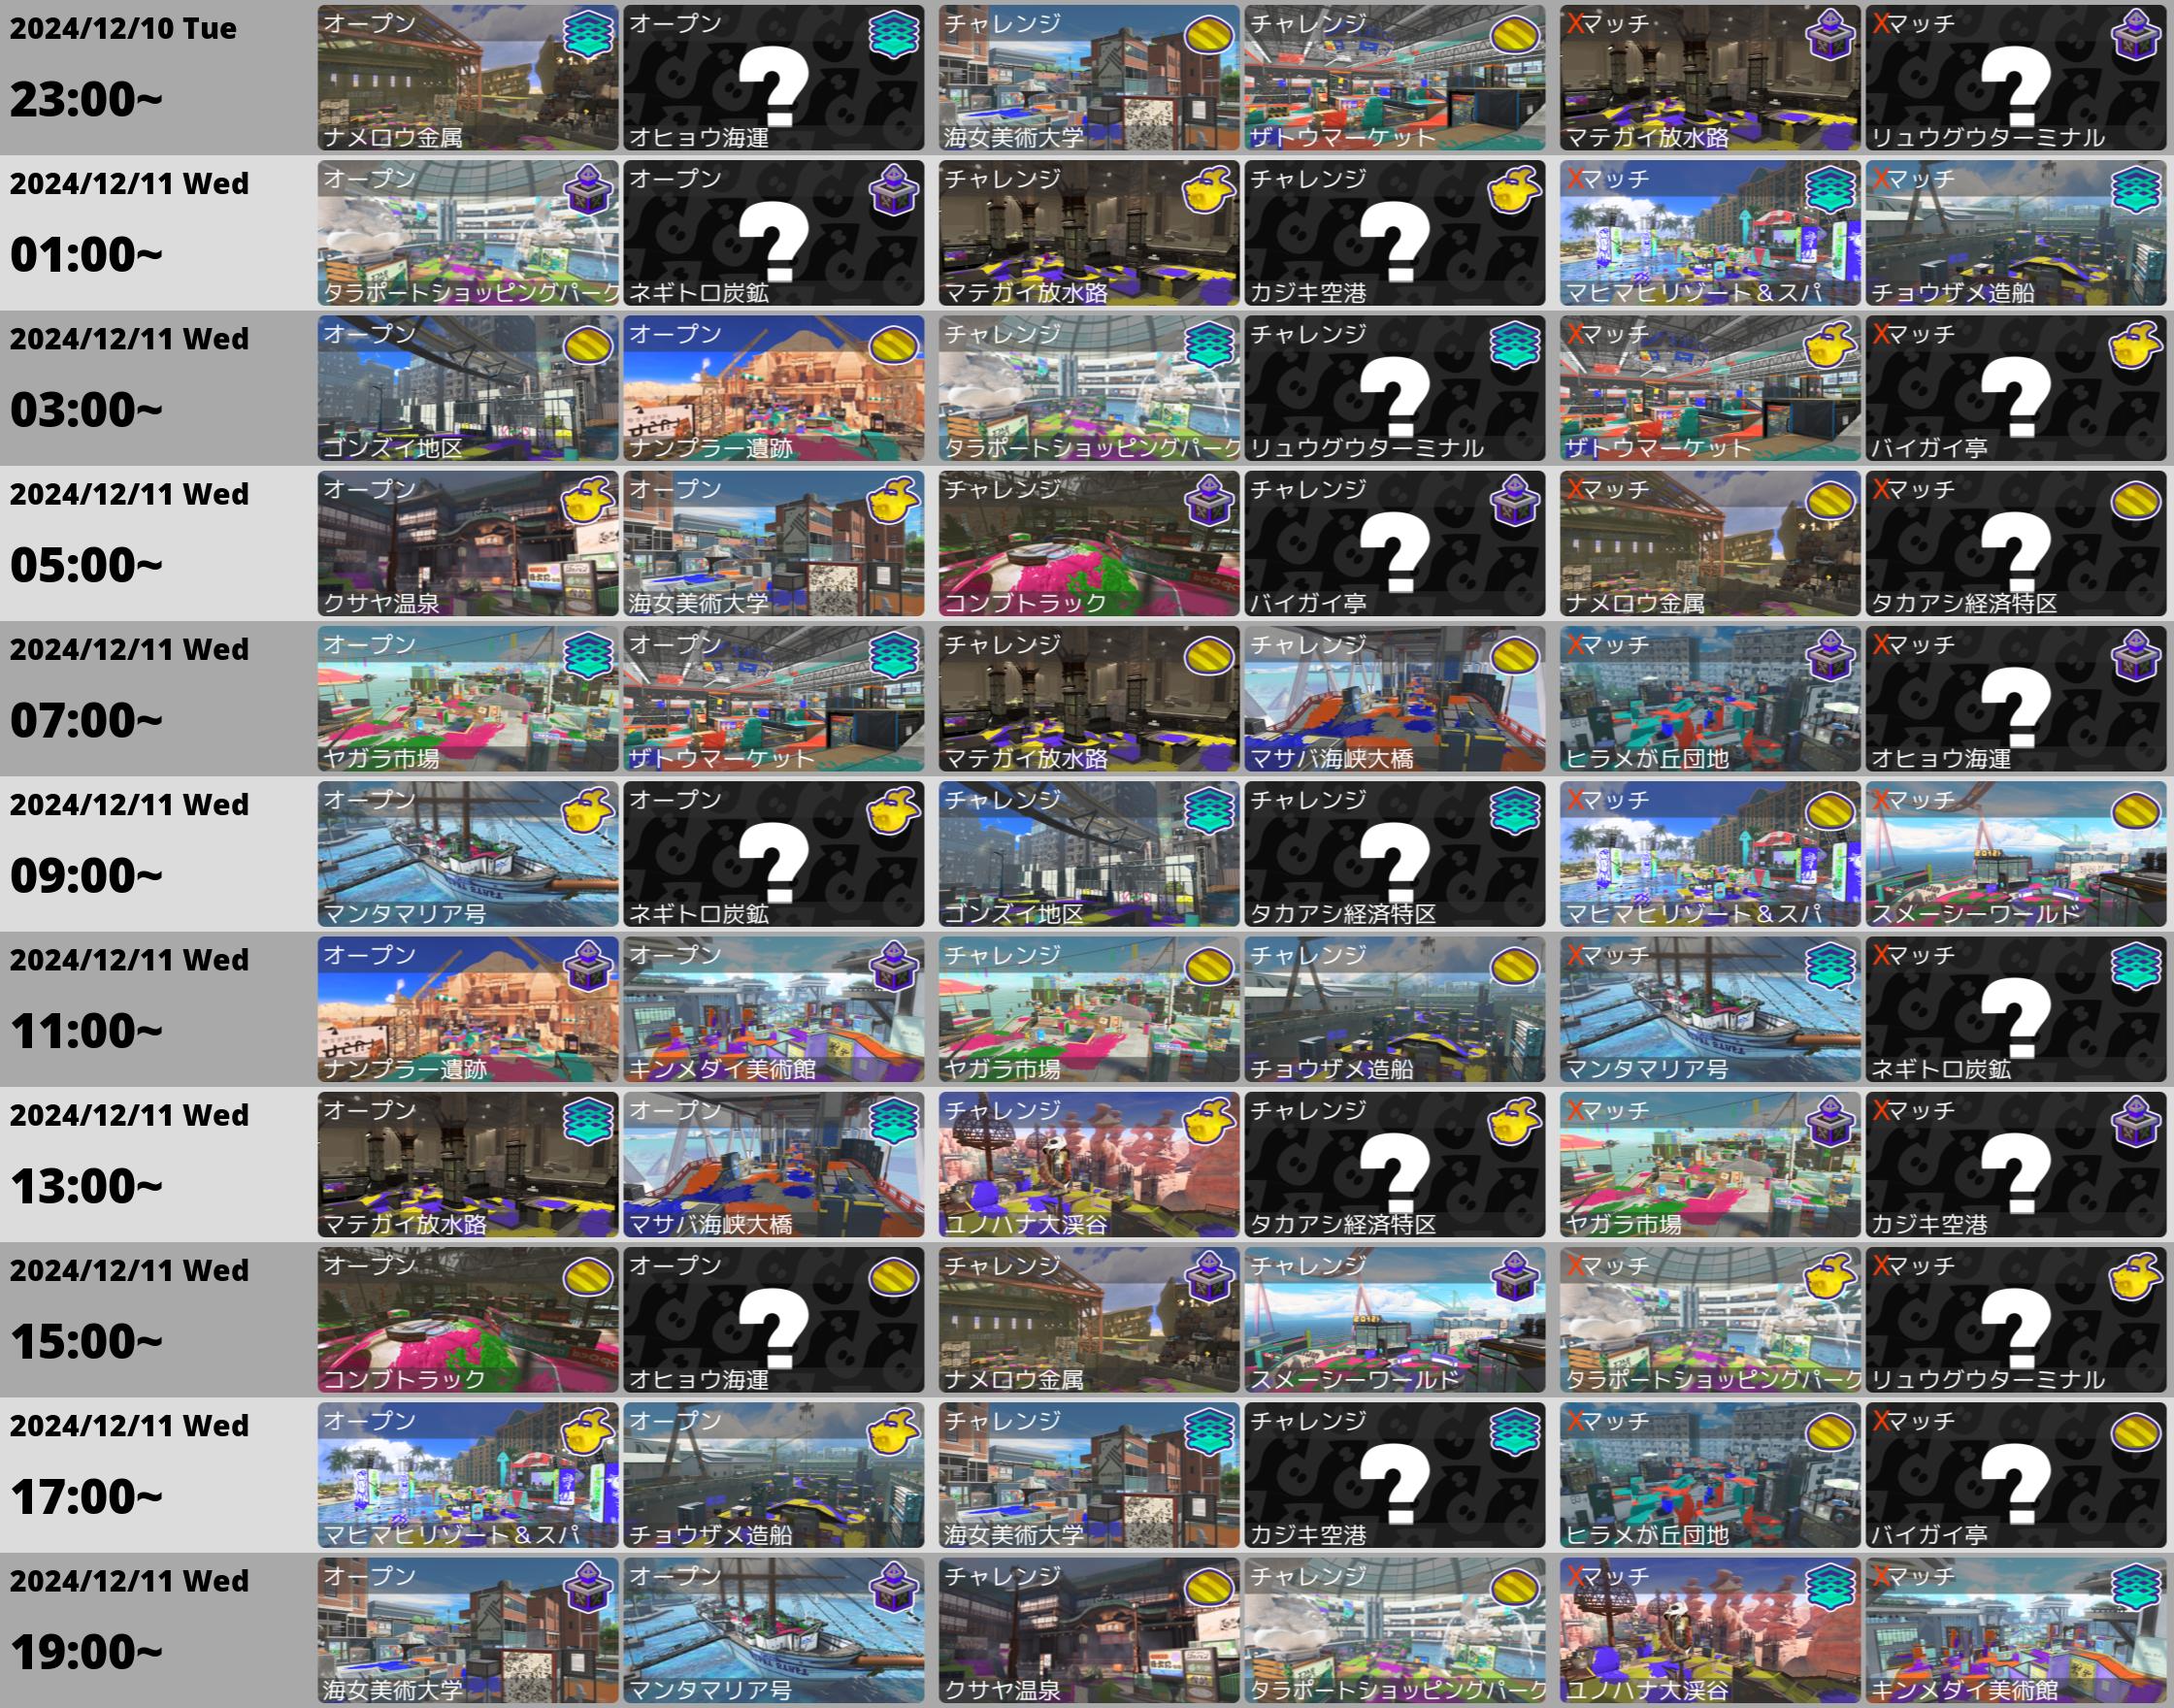 2024/12/10 Tue
23:00~
オープン オープン チャレンジ チャレンジ Xマッチ Xマッチ
ナメロウ金属 オヒョウ海運 海女美術大学 ザトウマーケット マテガイ放水路 リュウグウターミナル
2024/12/11 Wed
01:00~
オープン オープン チャレンジ チャレンジ Xマッチ Xマッチ
タラポートショッピングパーク ネギトロ炭鉱 マテガイ放水路 カジキ空港 マヒマヒリゾート＆スパ チョウザメ造船
2024/12/11 Wed
03:00~
オープン オープン チャレンジ チャレンジ Xマッチ Xマッチ
ゴンズイ地区 ナンプラー遺跡 タラポートショッピングパーク リュウグウターミナル ザトウマーケット バイガイ亭
2024/12/11 Wed
05:00~
オープン オープン チャレンジ チャレンジ Xマッチ Xマッチ
クサヤ温泉 海女美術大学 コンブトラック バイガイ亭 ナメロウ金属 タカアシ経済特区
2024/12/11 Wed
07:00~
オープン オープン チャレンジ チャレンジ Xマッチ Xマッチ
ヤガラ市場 ザトウマーケット マテガイ放水路 マサバ海峡大橋 ヒラメが丘団地 オヒョウ海運
2024/12/11 Wed
09:00~
オープン オープン チャレンジ チャレンジ Xマッチ Xマッチ
マンタマリア号 ネギトロ炭鉱 ゴンズイ地区 タカアシ経済特区 マヒマヒリゾート＆スパ スメーシーワールド
2024/12/11 Wed
11:00~
オープン オープン チャレンジ チャレンジ Xマッチ Xマッチ
ナンプラー遺跡 キンメダイ美術館 ヤガラ市場 チョウザメ造船 マンタマリア号 ネギトロ炭鉱
2024/12/11 Wed
13:00~
オープン オープン チャレンジ チャレンジ Xマッチ Xマッチ
マテガイ放水路 マサバ海峡大橋 ユノハナ大渓谷 タカアシ経済特区 ヤガラ市場 カジキ空港
2024/12/11 Wed
15:00~
オープン オープン チャレンジ チャレンジ Xマッチ Xマッチ
コンブトラック オヒョウ海運 ナメロウ金属 スメーシーワールド タラポートショッピングパーク リュウグウターミナル
2024/12/11 Wed
17:00~
オープン オープン チャレンジ チャレンジ Xマッチ Xマッチ
マヒマヒリゾート＆スパ チョウザメ造船 海女美術大学 カジキ空港 ヒラメが丘団地 バイガイ亭
2024/12/11 Wed
19:00~
オープン オープン チャレンジ チャレンジ Xマッチ Xマッチ
海女美術大学 マンタマリア号 クサヤ温泉 タラポートショッピングパーク ユノハナ大渓谷 キンメダイ美術館